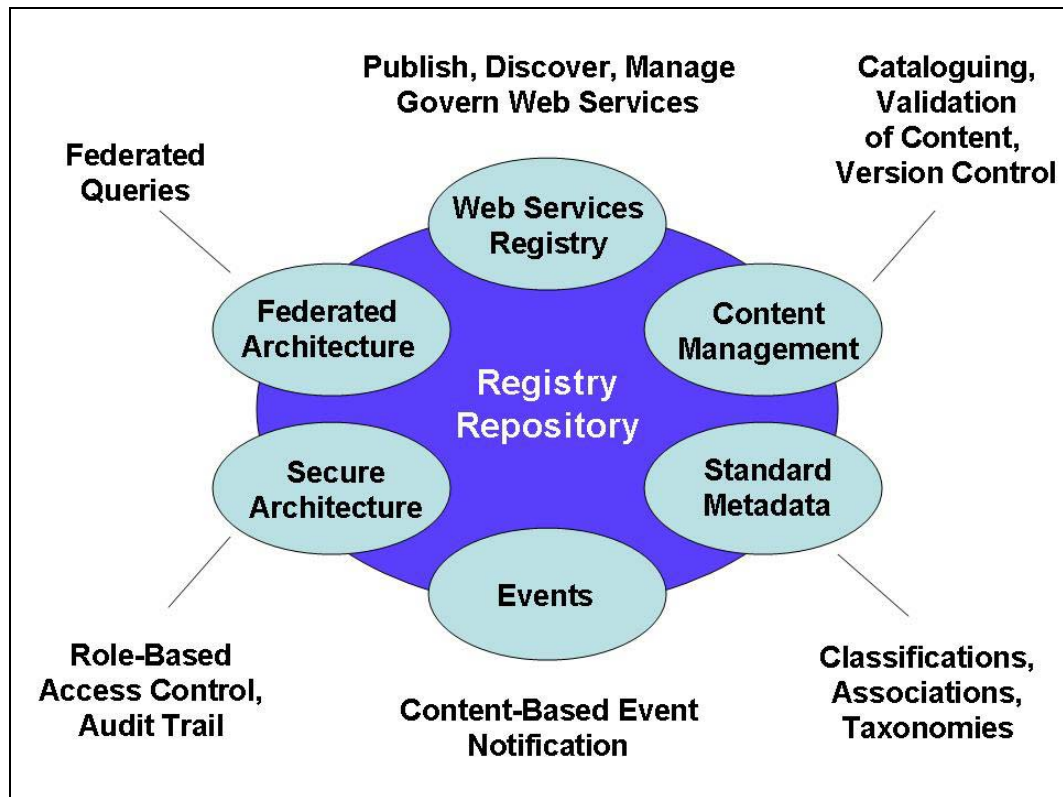 Publish, Discover, Manage
Govern Web Services
Cataloguing,
Validation
of Content,
Version Control
Federated
Queries
Web Services
Registry
Federated
Architecture
Content
Management
Registry
Repository
Secure
Architecture
Standard
Metadata
Events
Role-Based
Access Control,
Audit Trail
Content-Based Event
Notification
Classifications,
Associations,
Taxonomies